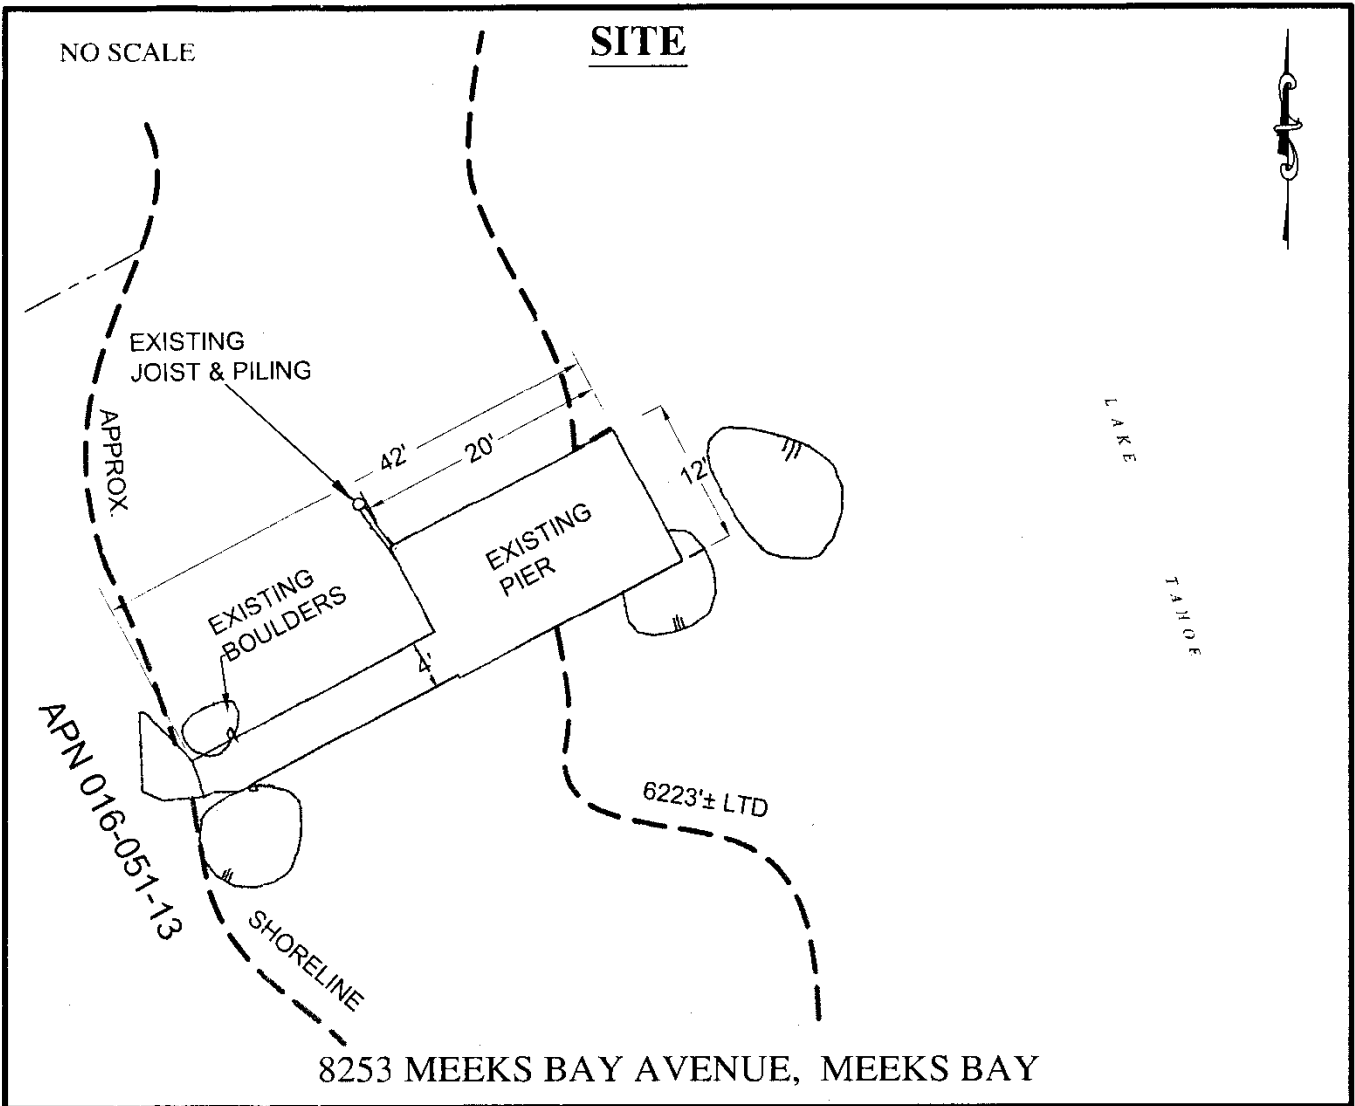 NO SCALE
SITE
EXISTING
JOIST & PILING
APPROX.
42'
20'
12'
EXISTING
PIER
EXISTING
BOULDERS
4'
LAKE
TAHOE
APN 016-051-13
6223'± LTD
SHORELINE
8253 MEEKS BAY AVENUE, MEEKS BAY